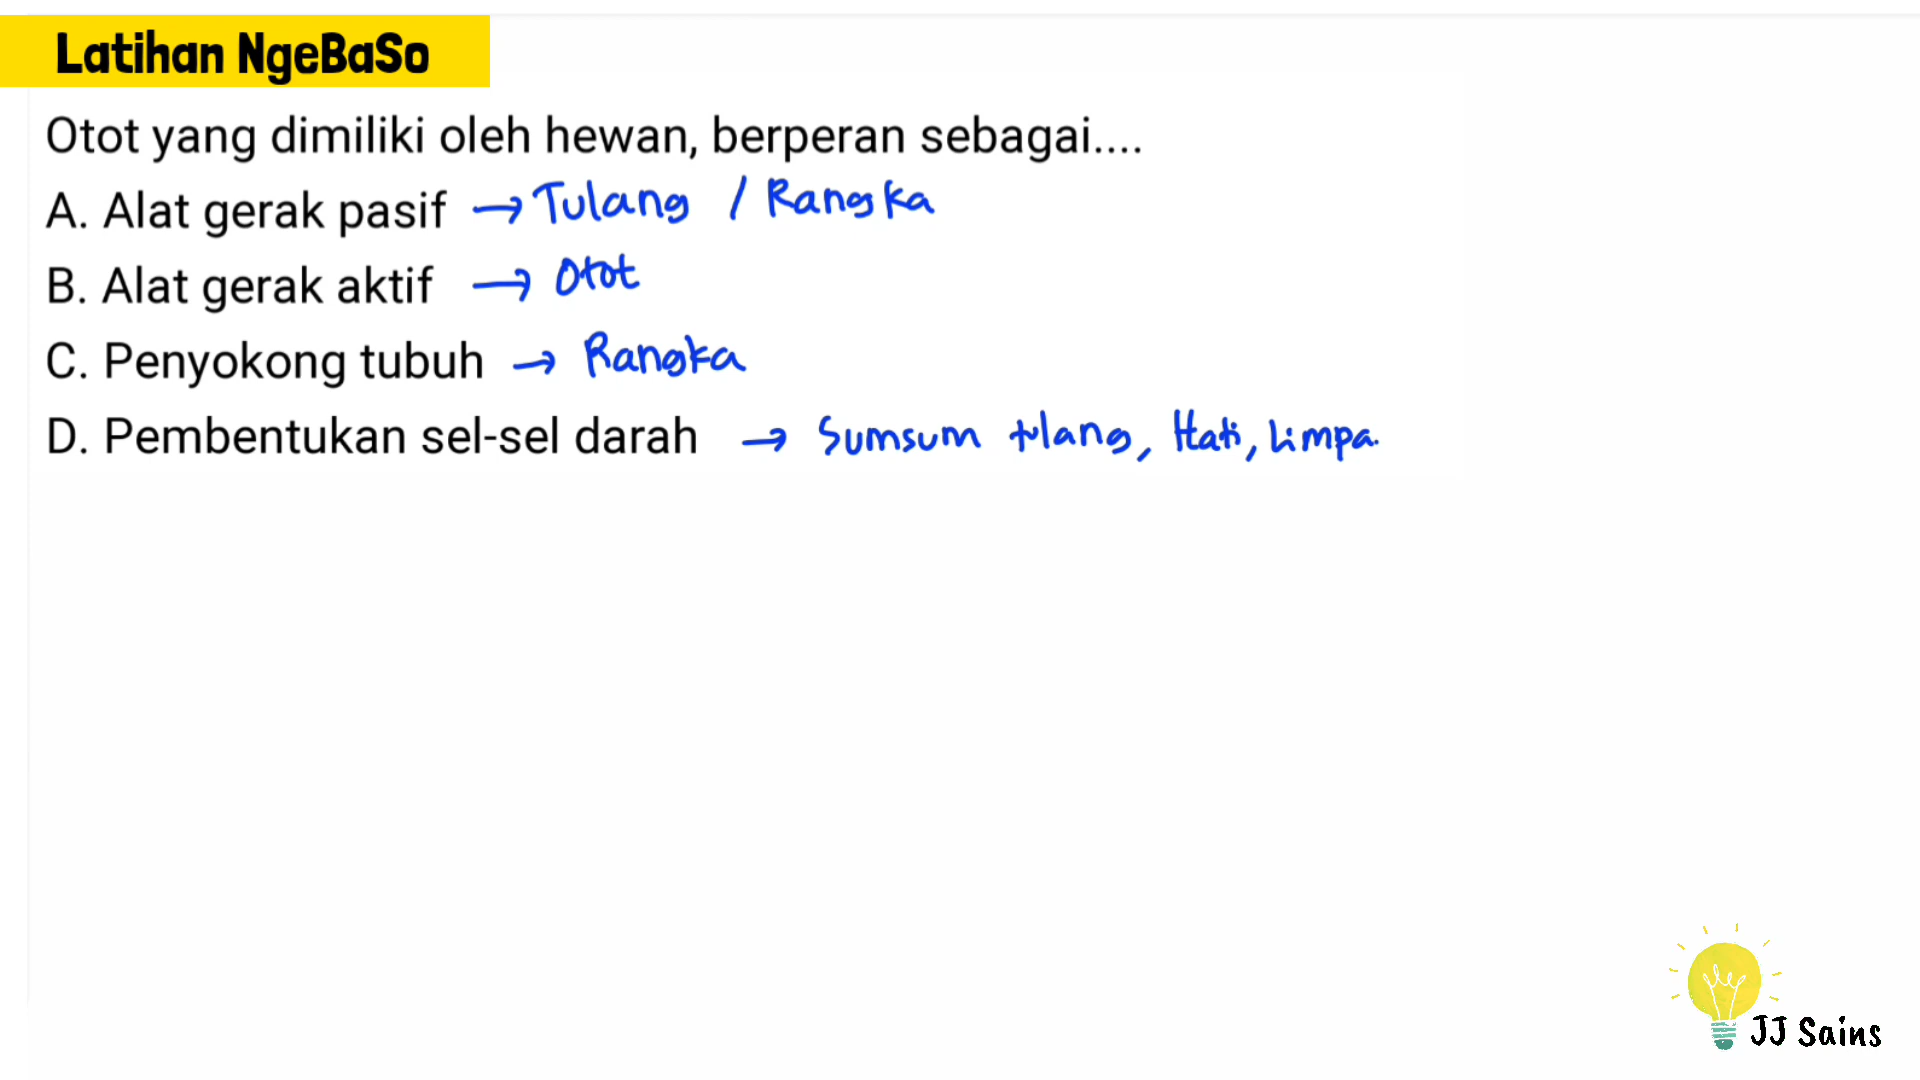 Latihan NgeBaSo
Otot yang dimiliki oleh hewan, berperan sebagai....
A. Alat gerak pasif → Tulang / Rangka
B. Alat gerak aktif → Otot
C. Penyokong tubuh → Rangka
D. Pembentukan sel-sel darah → Sumsum tulang, Hati, Limpa.
JJ Sains